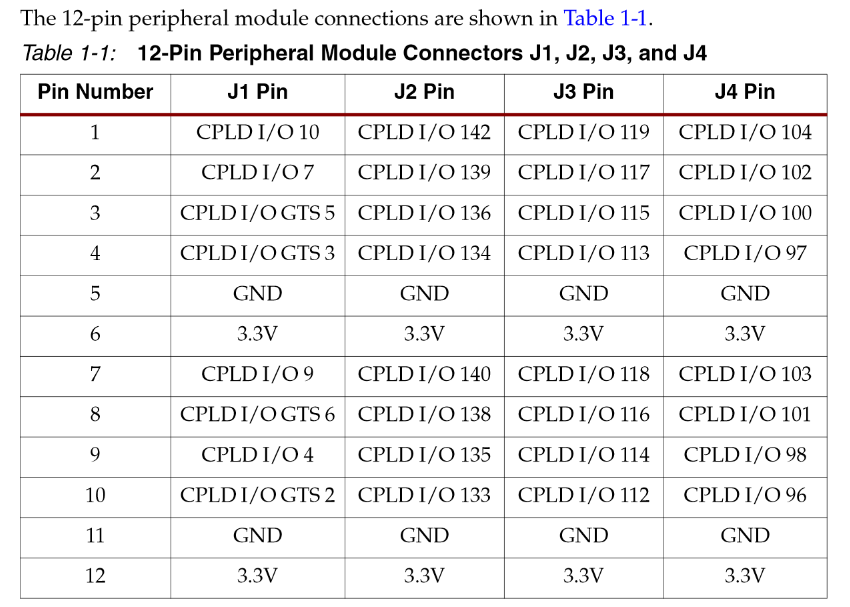 The 12-pin peripheral module connections are shown in Table 1-1.
Table 1-1: 12-Pin Peripheral Module Connectors J1, J2, J3, and J4
Pin Number J1 Pin J2 Pin J3 Pin J4 Pin
1 CPLD I/O 10 CPLD I/O 142 CPLD I/O 119 CPLD I/O 104
2 CPLD I/O 7 CPLD I/O 139 CPLD I/O 117 CPLD I/O 102
3 CPLD I/O GTS 5 CPLD I/O 136 CPLD I/O 115 CPLD I/O 100
4 CPLD I/O GTS 3 CPLD I/O 134 CPLD I/O 113 CPLD I/O 97
5 GND GND GND GND
6 3.3V 3.3V 3.3V 3.3V
7 CPLD I/O 9 CPLD I/O 140 CPLD I/O 118 CPLD I/O 103
8 CPLD I/O GTS 6 CPLD I/O 138 CPLD I/O 116 CPLD I/O 101
9 CPLD I/O 4 CPLD I/O 135 CPLD I/O 114 CPLD I/O 98
10 CPLD I/O GTS 2 CPLD I/O 133 CPLD I/O 112 CPLD I/O 96
11 GND GND GND GND
12 3.3V 3.3V 3.3V 3.3V